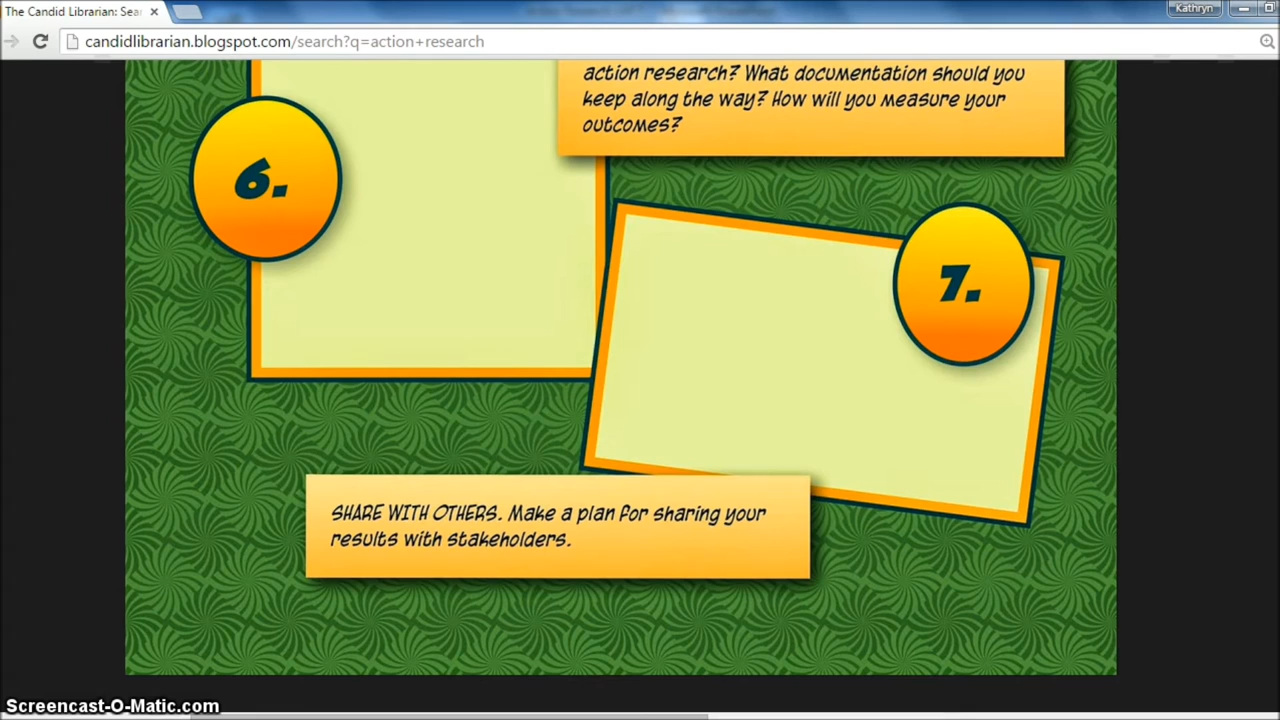 The Candid Librarian: Sear
Kathryn
candidlibrarian.blogspot.com/search?q=action+research
action research? What documentation should you
keep along the way? How will you measure your
outcomes?
6.
7.
SHARE WITH OTHERS. Make a plan for sharing your
results with stakeholders.
Screencast-O-Matic.com